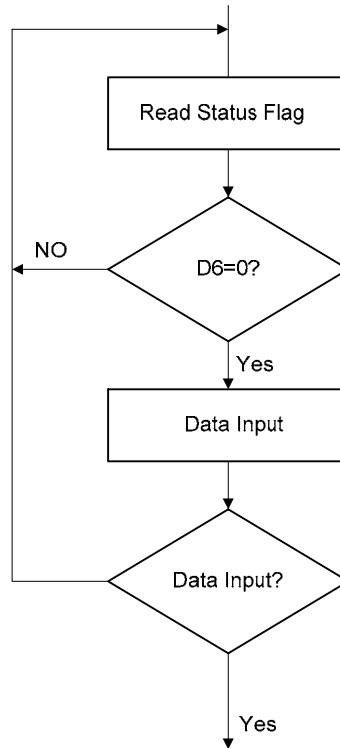 Read Status Flag
D6=0?
NO
Yes
Data Input
Data Input?
Yes